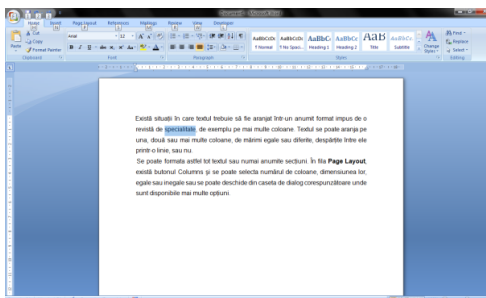 Home Insert Page Layout References Mailings Review View Developer
Cut
Copy
Paste
Format Painter
Clipboard
Font
Paragraph
AaBbCcDc AaBbCcDc AaBbC AaBbCc AaB AaBbCc
¶ Normal ¶ No Spaci... Heading 1 Heading 2 Title Subtitle
Change Styles
Styles
Find
Replace
Select
Editing
Există situații în care textul trebuie să fie aranjat într-un anumit format impus de o
revistă de specialitate, de exemplu pe mai multe coloane. Textul se poate aranja pe
una, două sau mai multe coloane, de mărimi egale sau diferite, despărțite între ele
printr-o linie, sau nu.
Se poate formata astfel tot textul sau numai anumite secțiuni. În fila Page Layout,
există butonul Columns și se poate selecta numărul de coloane, dimensiunea lor,
egale sau inegale sau se poate deschide din caseta de dialog corespunzătoare unde
sunt disponibile mai multe opțiuni.